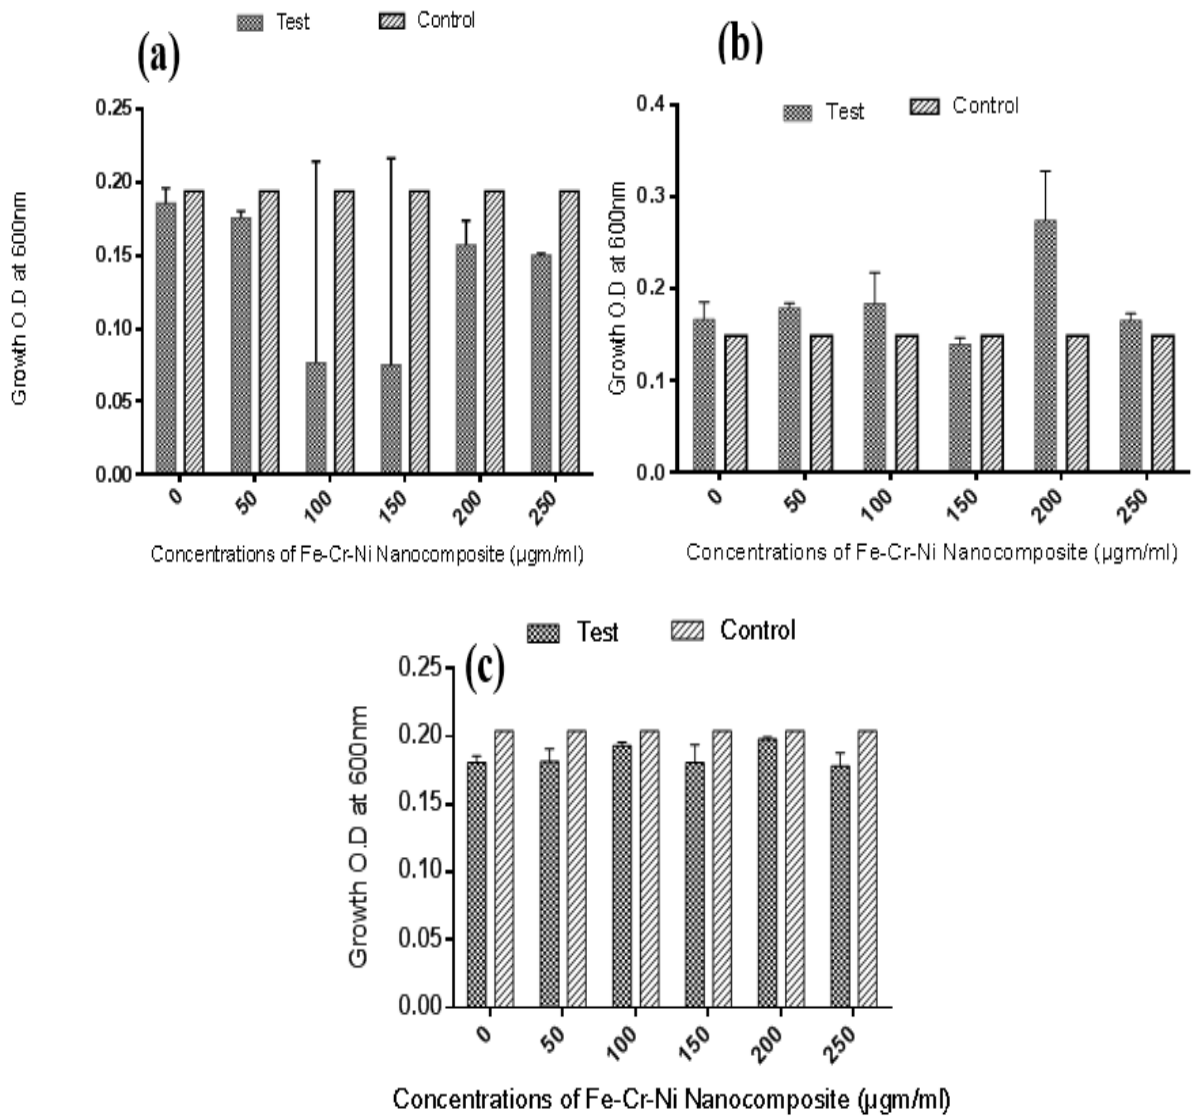 Test Control
(a)
0.25
0.20
0.15
0.10
0.05
0.00
Growth O.D at 600nm
0 50 100 150 200 250
Concentrations of Fe-Cr-Ni Nanocomposite (µgm/ml)
(b)
Test Control
0.4
0.3
0.2
0.1
0.0
Growth O.D at 600nm
0 50 100 150 200 250
Concentrations of Fe-Cr-Ni Nanocomposite (µgm/ml)
Test Control
(c)
0.25
0.20
0.15
0.10
0.05
0.00
Growth O.D at 600nm
0 50 100 150 200 250
Concentrations of Fe-Cr-Ni Nanocomposite (µgm/ml)